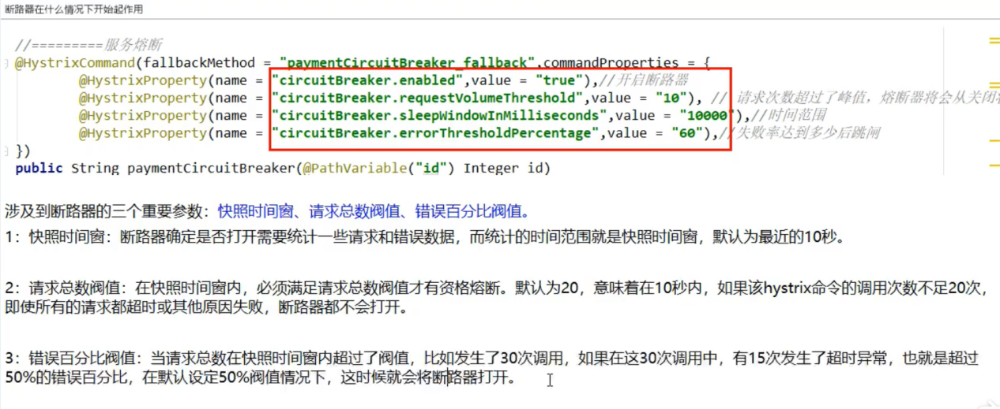 断路器在什么情况下开始起作用
//=========服务熔断
@HystrixCommand(fallbackMethod = "paymentCircuitBreaker_fallback",commandProperties = {
@HystrixProperty(name = "circuitBreaker.enabled",value = "true"),//开启断路器
@HystrixProperty(name = "circuitBreaker.requestVolumeThreshold",value = "10"), // 请求次数超过了峰值，熔断器将会从关闭
@HystrixProperty(name = "circuitBreaker.sleepWindowInMilliseconds",value = "10000"),//时间范围
@HystrixProperty(name = "circuitBreaker.errorThresholdPercentage",value = "60"),//失败率达到多少后跳闸
})
public String paymentCircuitBreaker(@PathVariable("id") Integer id)
涉及到断路器的三个重要参数：快照时间窗、请求总数阀值、错误百分比阀值。
1：快照时间窗：断路器确定是否打开需要统计一些请求和错误数据，而统计的时间范围就是快照时间窗，默认为最近的10秒。
2：请求总数阀值：在快照时间窗内，必须满足请求总数阀值才有资格熔断。默认为20，意味着在10秒内，如果该hystrix命令的调用次数不足20次，
即使所有的请求都超时或其他原因失败，断路器都不会打开。
3：错误百分比阀值：当请求总数在快照时间窗内超过了阀值，比如发生了30次调用，如果在这30次调用中，有15次发生了超时异常，也就是超过
50%的错误百分比，在默认设定50%阀值情况下，这时候就会将断路器打开。